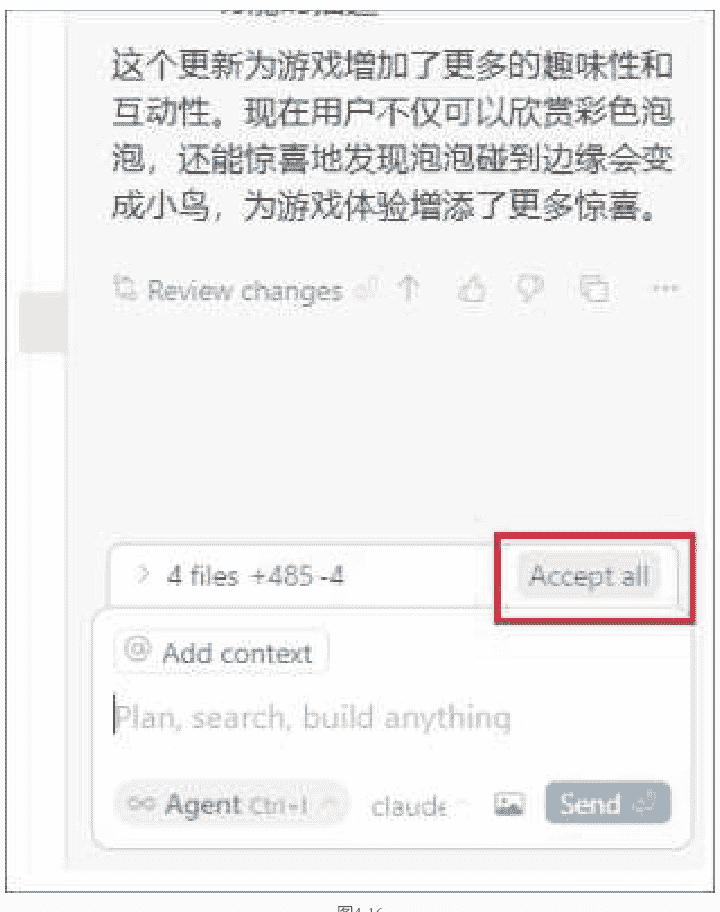 这个更新为游戏增加了更多的趣味性和
互动性。现在用户不仅可以欣赏彩色泡
泡，还能惊喜地发现泡泡碰到边缘会变
成小鸟，为游戏体验增添了更多惊喜。
Review changes
4 files +485 -4
Accept all
@ Add context
Plan, search, build anything
Agent Ctrl+I
claude
Send